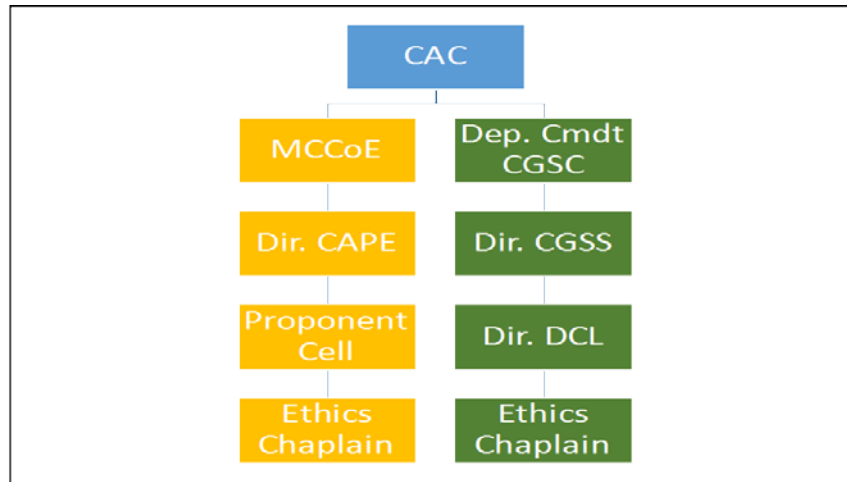 CAC
MCCoE
Dep. Cmdt
CGSC
Dir. CAPE
Dir. CGSS
Proponent
Cell
Dir. DCL
Ethics
Chaplain
Ethics
Chaplain